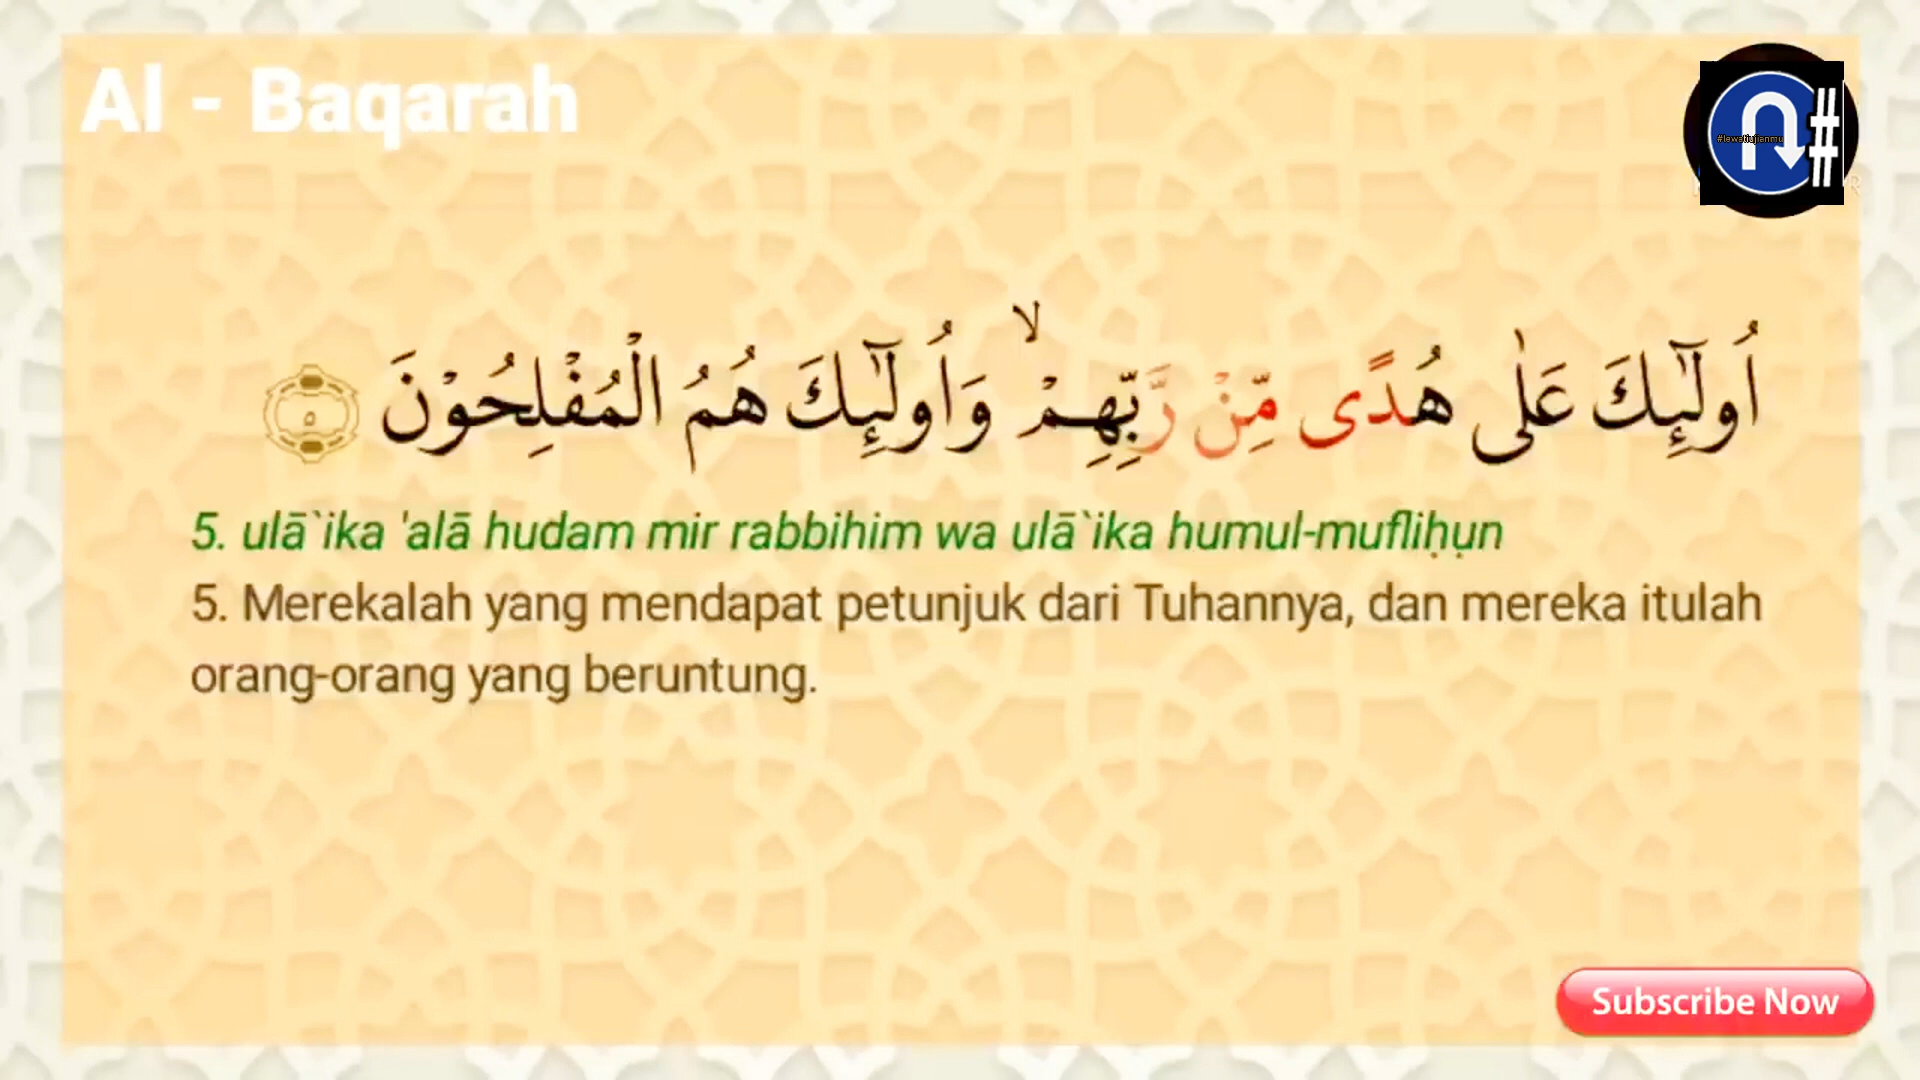 Al - Baqarah
#lewatiujianmu
#
اُولٰۤىِٕكَ عَلٰى هُدًى مِّنْ رَّبِّهِمْ ۙ وَاُولٰۤىِٕكَ هُمُ الْمُفْلِحُوْنَ ٥
5. ulā`ika 'alā hudam mir rabbihim wa ulā`ika humul-mufliḥụn
5. Merekalah yang mendapat petunjuk dari Tuhannya, dan mereka itulah
orang-orang yang beruntung.
Subscribe Now